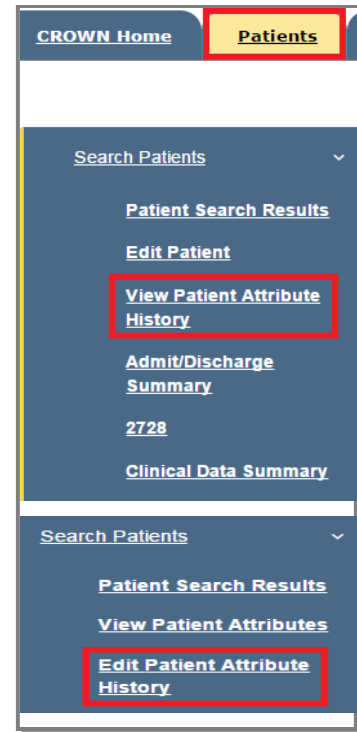 CROWN Home Patients
Search Patients
Patient Search Results
Edit Patient
View Patient Attribute
History
Admit/Discharge
Summary
2728
Clinical Data Summary
Search Patients
Patient Search Results
View Patient Attributes
Edit Patient Attribute
History